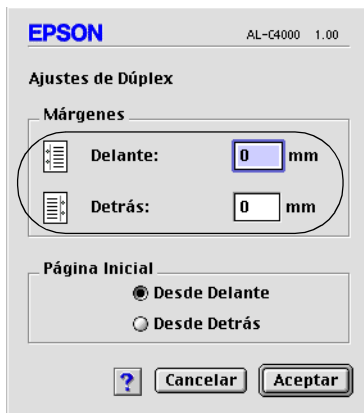 EPSON AL-C4000 1.00
Ajustes de Dúplex
Márgenes
Delante: 0 mm
Detrás: 0 mm
Página Inicial
Desde Delante
Desde Detrás
? Cancelar Aceptar